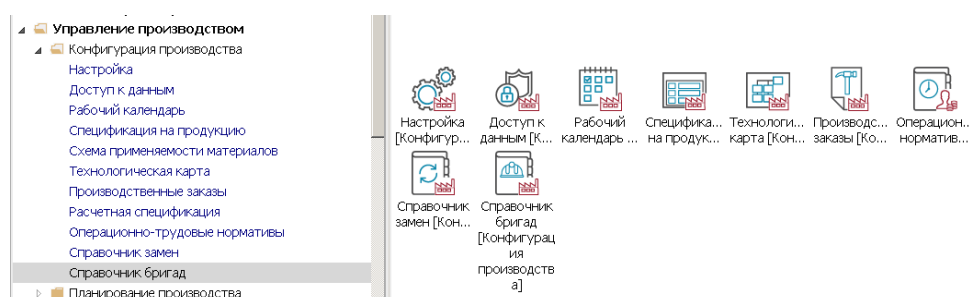 Управление производством
Конфигурация производства
Настройка
Доступ к данным
Рабочий календарь
Спецификация на продукцию
Схема применяемости материалов
Технологическая карта
Производственные заказы
Расчетная спецификация
Операционно-трудовые нормативы
Справочник замен
Справочник бригад
Планирование производства
Настройка
[Конфигур...
Доступ к
данным [К...
Рабочий
календарь ...
Специфика...
на продук...
Технологи...
карта [Кон...
Производс...
заказы [Ко...
Операцион...
норматив...
Справочник
замен [Кон...
Справочник
бригад
[Конфигурац
ия
производств
а]